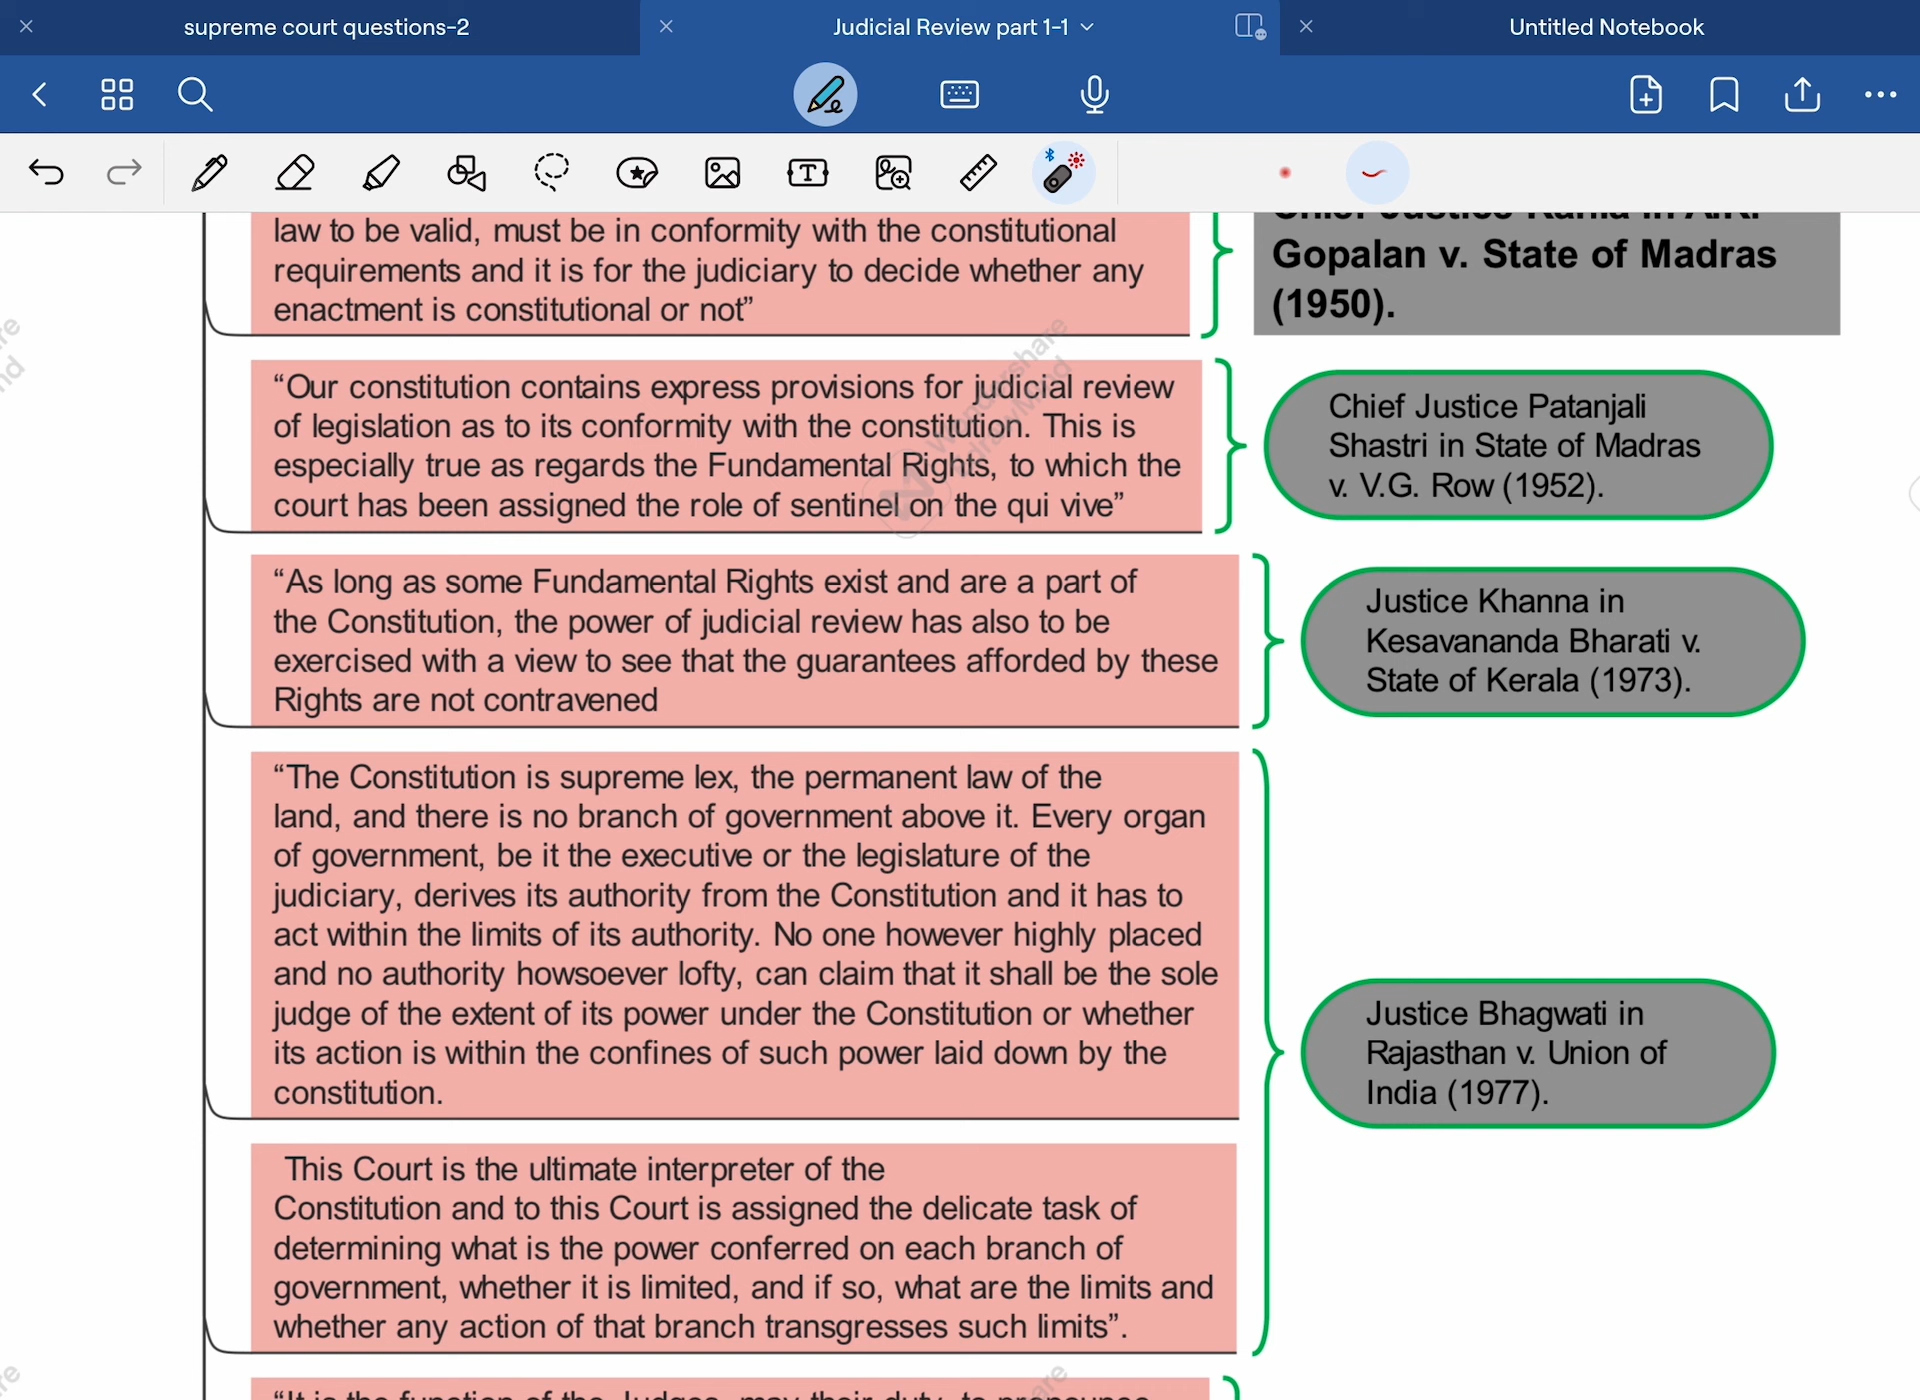 supreme court questions-2
Judicial Review part 1-1
Untitled Notebook
law to be valid, must be in conformity with the constitutional
requirements and it is for the judiciary to decide whether any
enactment is constitutional or not”
Gopalan v. State of Madras
(1950).
“Our constitution contains express provisions for judicial review
of legislation as to its conformity with the constitution. This is
especially true as regards the Fundamental Rights, to which the
court has been assigned the role of sentinel on the qui vive”
Chief Justice Patanjali
Shastri in State of Madras
v. V.G. Row (1952).
“As long as some Fundamental Rights exist and are a part of
the Constitution, the power of judicial review has also to be
exercised with a view to see that the guarantees afforded by these
Rights are not contravened
Justice Khanna in
Kesavananda Bharati v.
State of Kerala (1973).
“The Constitution is supreme lex, the permanent law of the
land, and there is no branch of government above it. Every organ
of government, be it the executive or the legislature of the
judiciary, derives its authority from the Constitution and it has to
act within the limits of its authority. No one however highly placed
and no authority howsoever lofty, can claim that it shall be the sole
judge of the extent of its power under the Constitution or whether
its action is within the confines of such power laid down by the
constitution.
Justice Bhagwati in
Rajasthan v. Union of
India (1977).
This Court is the ultimate interpreter of the
Constitution and to this Court is assigned the delicate task of
determining what is the power conferred on each branch of
government, whether it is limited, and if so, what are the limits and
whether any action of that branch transgresses such limits”.
Wondershare
EdrawMind